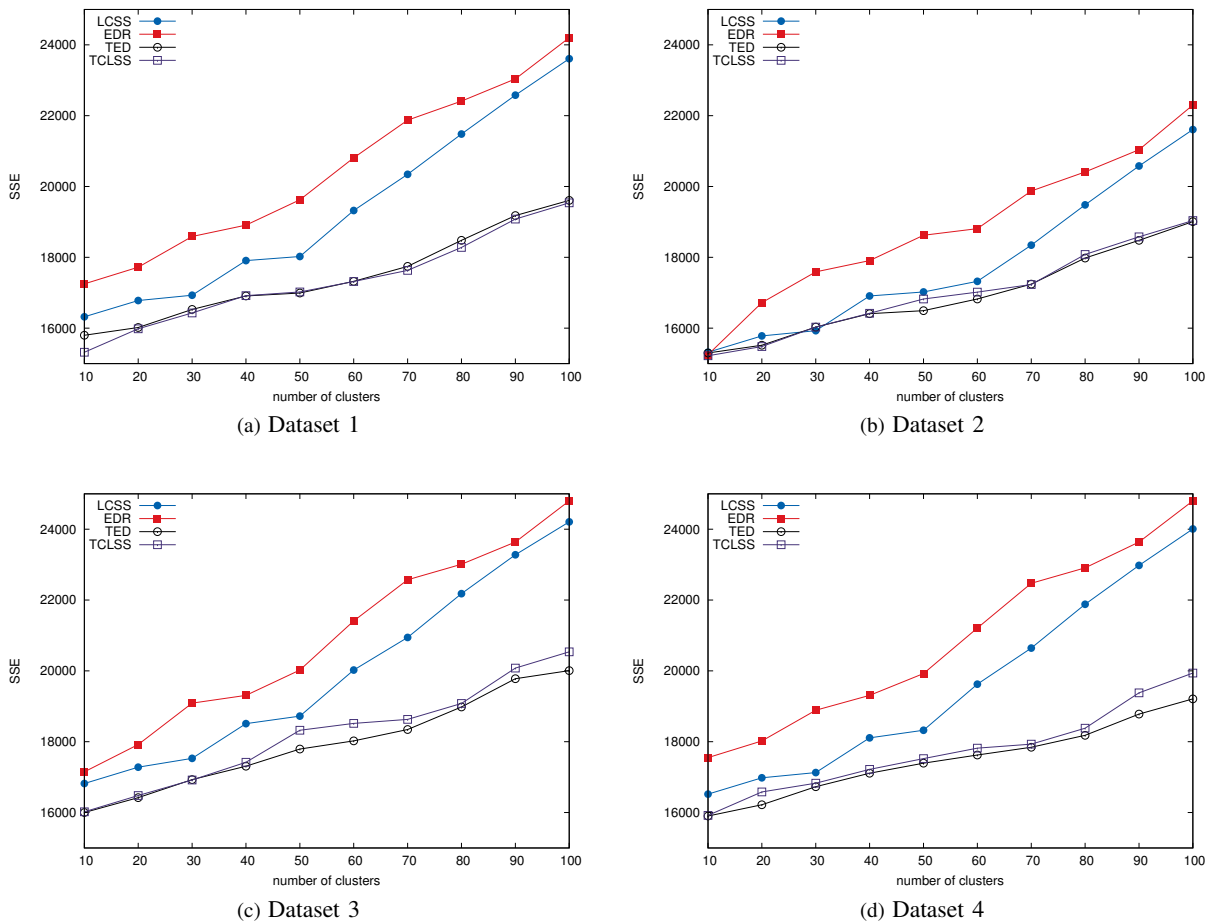 LCSS
EDR
TED
TCLSS
24000
22000
20000
18000
16000
SSE
10 20 30 40 50 60 70 80 90 100
number of clusters
(a) Dataset 1
LCSS
EDR
TED
TCLSS
24000
22000
20000
18000
16000
SSE
10 20 30 40 50 60 70 80 90 100
number of clusters
(b) Dataset 2
LCSS
EDR
TED
TCLSS
24000
22000
20000
18000
16000
SSE
10 20 30 40 50 60 70 80 90 100
number of clusters
(c) Dataset 3
LCSS
EDR
TED
TCLSS
24000
22000
20000
18000
16000
SSE
10 20 30 40 50 60 70 80 90 100
number of clusters
(d) Dataset 4